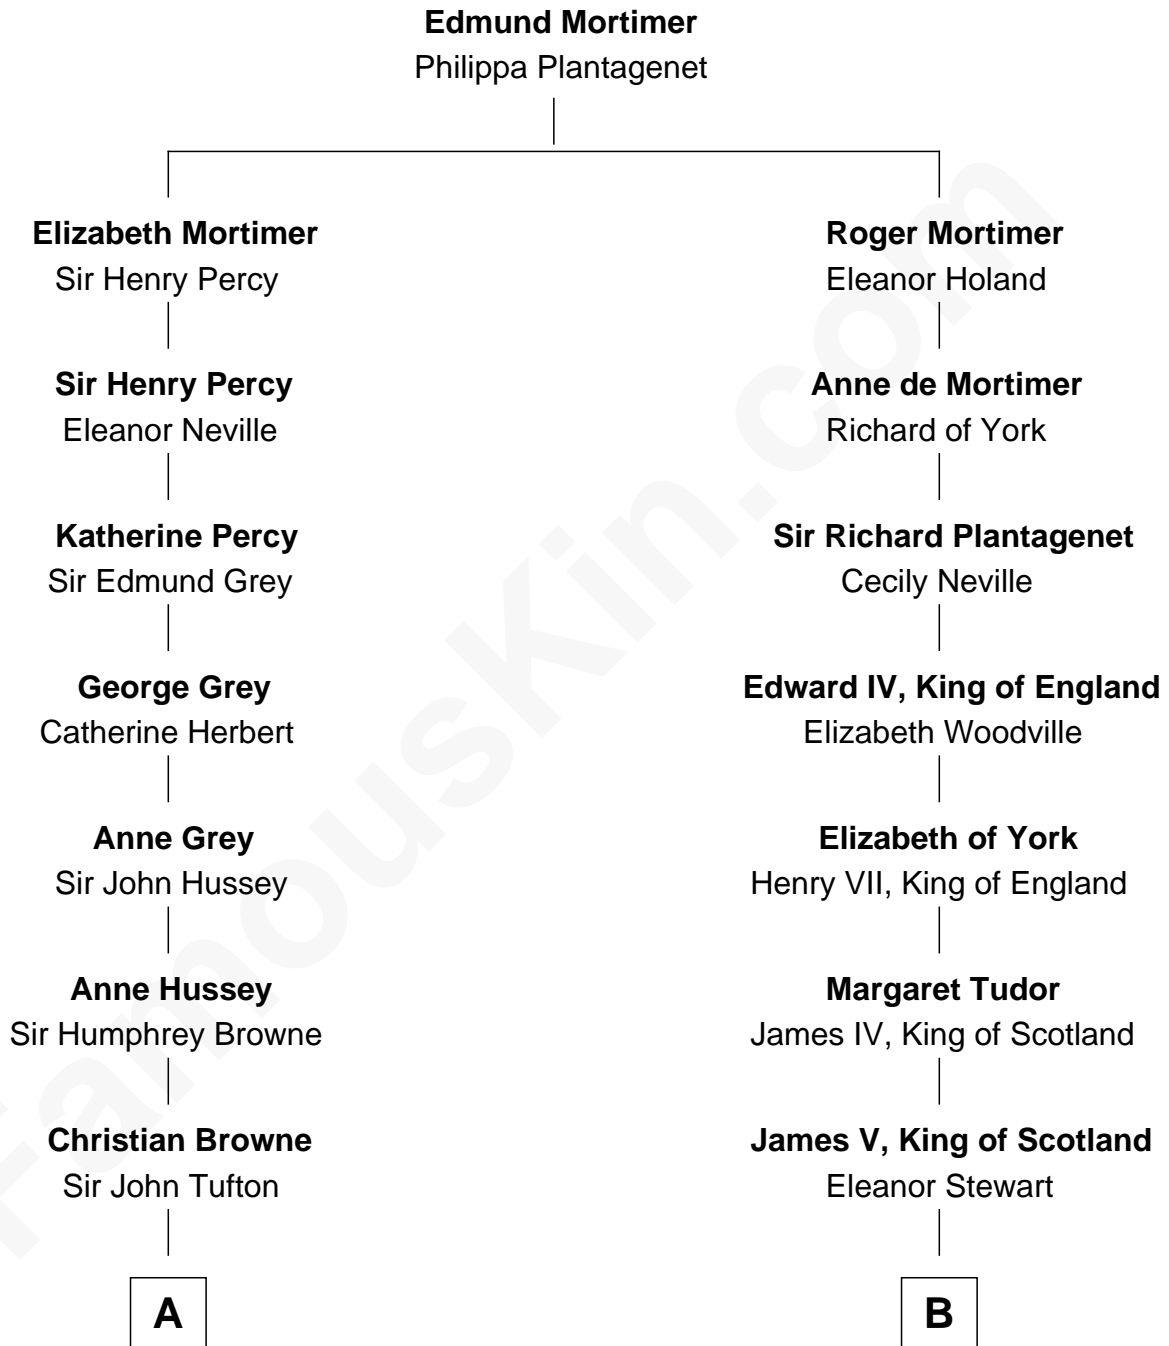 Edmund Mortimer
Philippa Plantagenet
Elizabeth Mortimer
Sir Henry Percy
Roger Mortimer
Eleanor Holand
Sir Henry Percy
Eleanor Neville
Anne de Mortimer
Richard of York
Katherine Percy
Sir Edmund Grey
Sir Richard Plantagenet
Cecily Neville
George Grey
Catherine Herbert
Edward IV, King of England
Elizabeth Woodville
Anne Grey
Sir John Hussey
Elizabeth of York
Henry VII, King of England
Anne Hussey
Sir Humphrey Browne
Margaret Tudor
James IV, King of Scotland
Christian Browne
Sir John Tufton
James V, King of Scotland
Eleanor Stewart
A
B
FamousKin.com